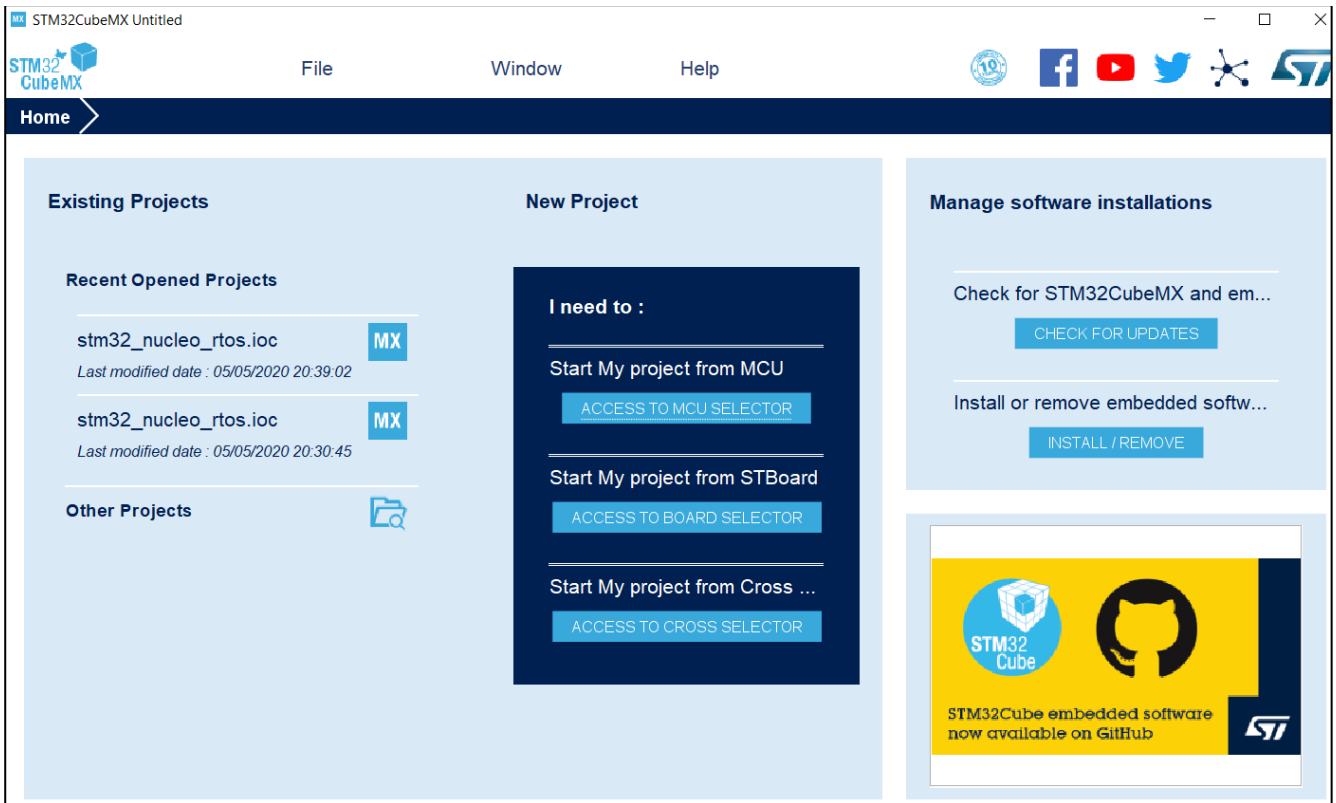 MX STM32CubeMX Untitled
STM32
CubeMX
File
Window
Help
10
Home
Existing Projects
Recent Opened Projects
stm32_nucleo_rtos.ioc
MX
Last modified date : 05/05/2020 20:39:02
stm32_nucleo_rtos.ioc
MX
Last modified date : 05/05/2020 20:30:45
Other Projects
New Project
I need to :
Start My project from MCU
ACCESS TO MCU SELECTOR
Start My project from STBoard
ACCESS TO BOARD SELECTOR
Start My project from Cross ...
ACCESS TO CROSS SELECTOR
Manage software installations
Check for STM32CubeMX and em...
CHECK FOR UPDATES
Install or remove embedded softw...
INSTALL / REMOVE
STM32
Cube
STM32Cube embedded software
now available on GitHub
ST